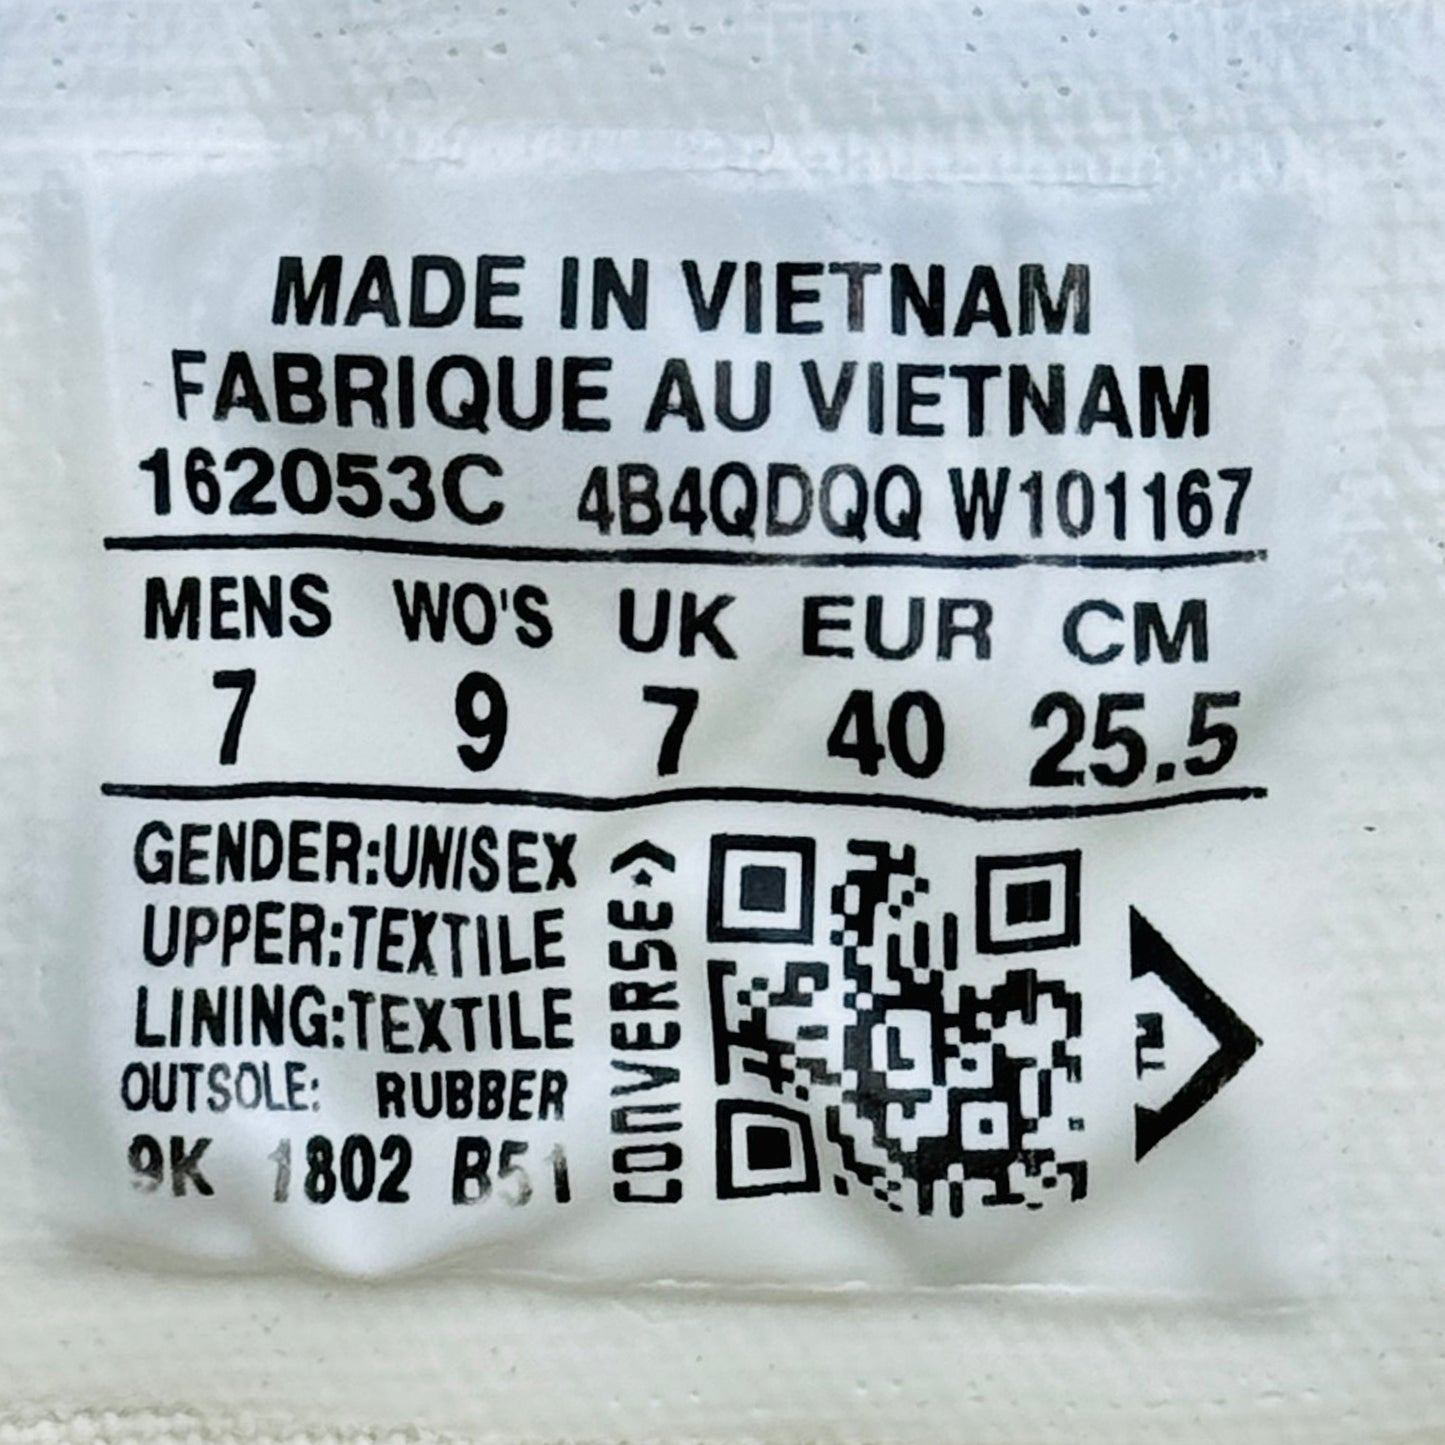 MADE IN VIETNAM
FABRIQUE AU VIETNAM
162053C 4B4QDQQ W101167
MENS WO'S UK EUR CM
7 9 7 40 25.5
GENDER:UNISEX
UPPER:TEXTILE
LINING:TEXTILE
OUTSOLE: RUBBER
9K 1802 B51
CONVERSE
TM